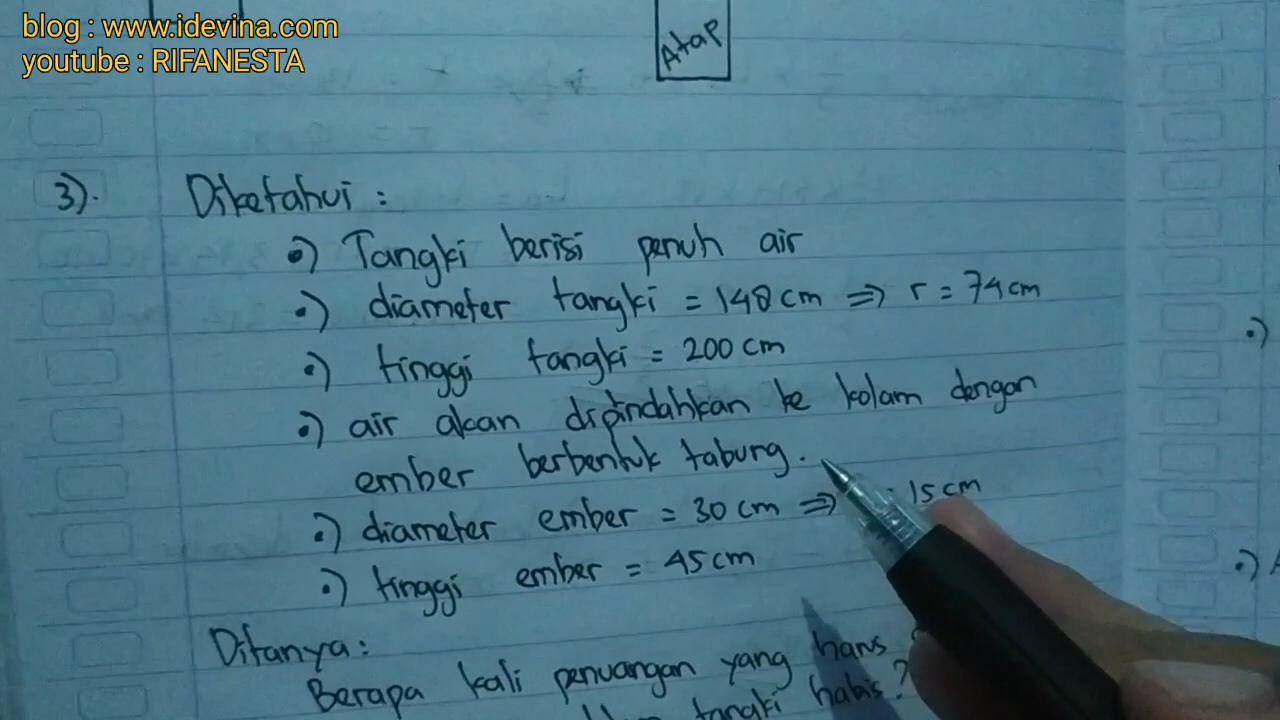 blog : www.idevina.com
youtube : RIFANESTA
Atap
3). Diketahui :
•) Tangki berisi penuh air
•) diameter tangki = 148 cm ⇒ r = 74 cm
•) tinggi tangki = 200 cm
•) air akan dipindahkan ke kolam dengan
ember berbentuk tabung.
•) diameter ember = 30 cm ⇒ 15 cm
•) tinggi ember = 45 cm
Ditanya :
Berapa kali penuangan yang harus
tangki habis ?